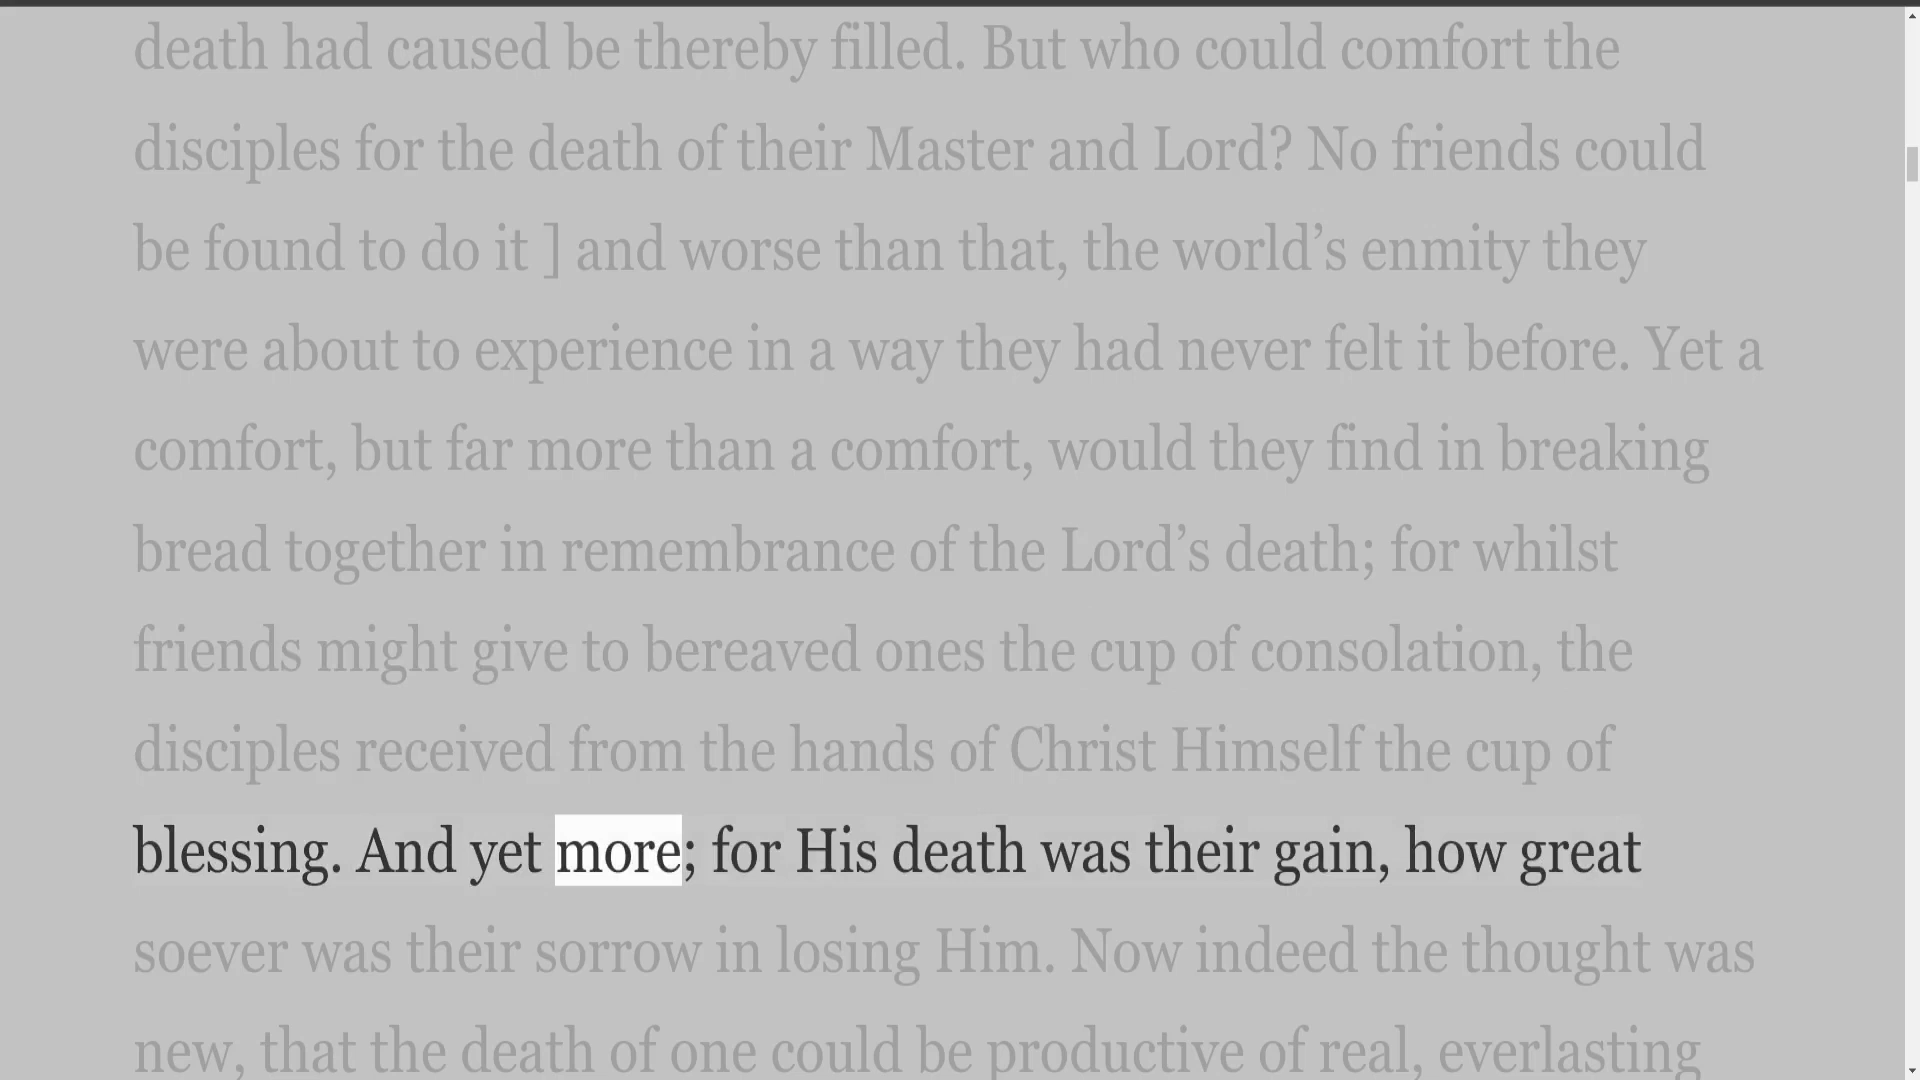 death had caused be thereby filled. But who could comfort the
disciples for the death of their Master and Lord? No friends could
be found to do it ] and worse than that, the world’s enmity they
were about to experience in a way they had never felt it before. Yet a
comfort, but far more than a comfort, would they find in breaking
bread together in remembrance of the Lord’s death; for whilst
friends might give to bereaved ones the cup of consolation, the
disciples received from the hands of Christ Himself the cup of
blessing. And yet more; for His death was their gain, how great
soever was their sorrow in losing Him. Now indeed the thought was
new, that the death of one could be productive of real, everlasting